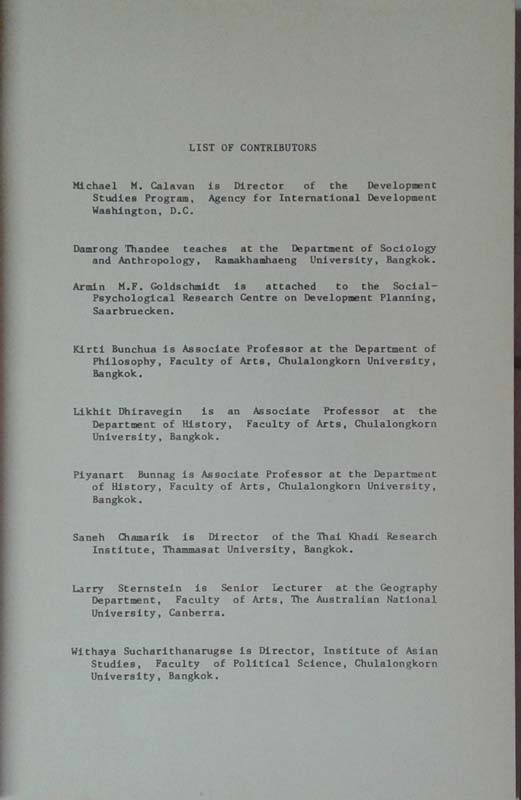 LIST OF CONTRIBUTORS
Michael M. Calavan is Director of the Development
Studies Program, Agency for International Development
Washington, D.C.
Damrong Thandee teaches at the Department of Sociology
and Anthropology, Ramakhamhaeng University, Bangkok.
Armin M.F. Goldschmidt is attached to the Social-
Psychological Research Centre on Development Planning,
Saarbruecken.
Kirti Bunchua is Associate Professor at the Department of
Philosophy, Faculty of Arts, Chulalongkorn University,
Bangkok.
Likhit Dhiravegin is an Associate Professor at the
Department of History, Faculty of Arts, Chulalongkorn
University, Bangkok.
Piyanart Bunnag is Associate Professor at the Department
of History, Faculty of Arts, Chulalongkorn University,
Bangkok.
Saneh Chamarik is Director of the Thai Khadi Research
Institute, Thammasat University, Bangkok.
Larry Sternstein is Senior Lecturer at the Geography
Department, Faculty of Arts, The Australian National
University, Canberra.
Withaya Sucharithanarugse is Director, Institute of Asian
Studies, Faculty of Political Science, Chulalongkorn
University, Bangkok.